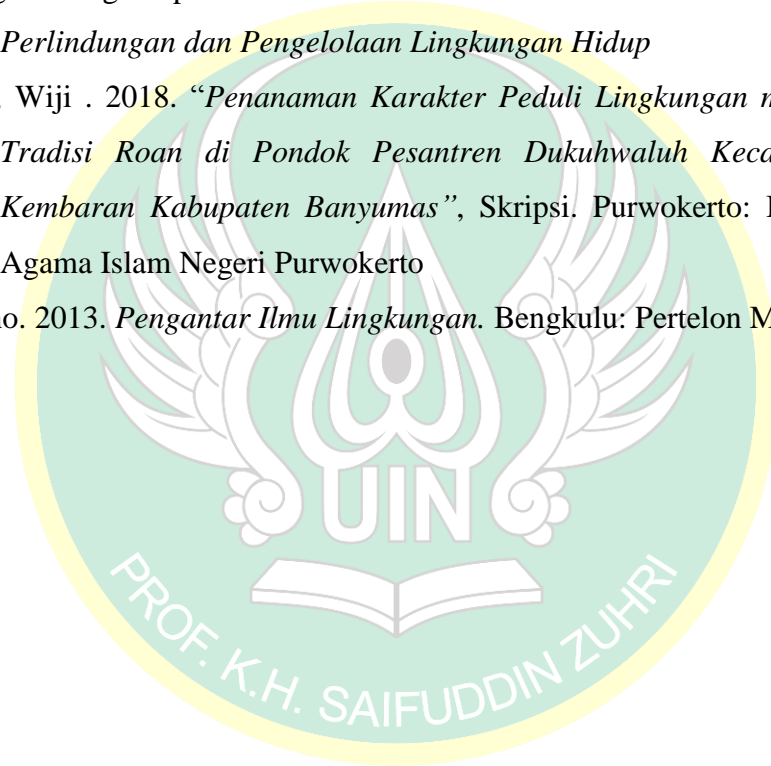 Perlindungan dan Pengelolaan Lingkungan Hidup
Wiji . 2018. “Penanaman Karakter Peduli Lingkungan
Tradisi Roan di Pondok Pesantren Dukuhwaluh
Kembaran Kabupaten Banyumas”, Skripsi. Purwokerto:
Agama Islam Negeri Purwokerto
2013. Pengantar Ilmu Lingkungan. Bengkulu: Pertelon
UIN
PROF. K.H. SAIFUDDIN ZUHRI